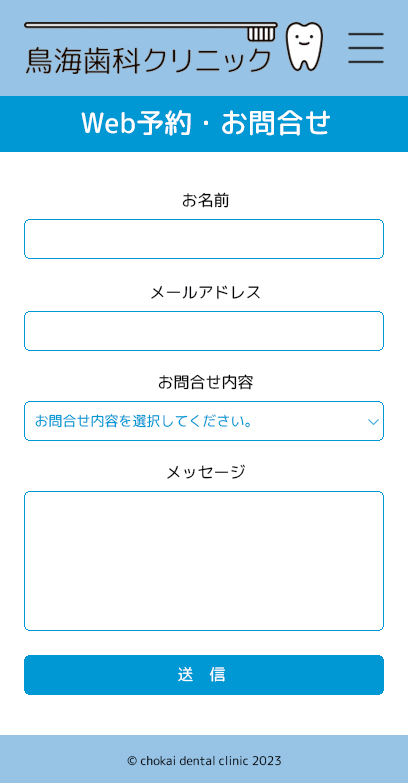 鳥海歯科クリニック
Web予約・お問合せ
お名前
メールアドレス
お問合せ内容
お問合せ内容を選択してください。
メッセージ
送　信
© chokai dental clinic 2023